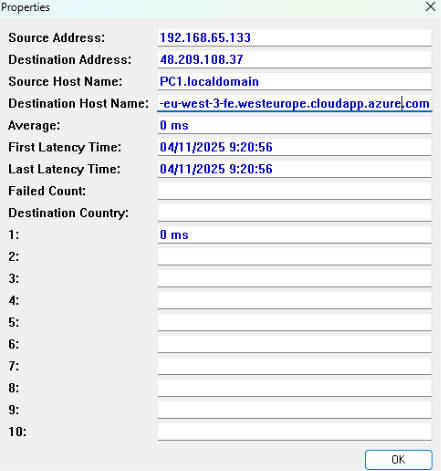 Properties
Source Address: 192.168.65.133
Destination Address: 48.209.108.37
Source Host Name: PC1.localdomain
Destination Host Name: -eu-west-3-fe.westeurope.cloudapp.azure.com
Average: 0 ms
First Latency Time: 04/11/2025 9:20:56
Last Latency Time: 04/11/2025 9:20:56
Failed Count:
Destination Country:
1: 0 ms
2:
3:
4:
5:
6:
7:
8:
9:
10:
OK